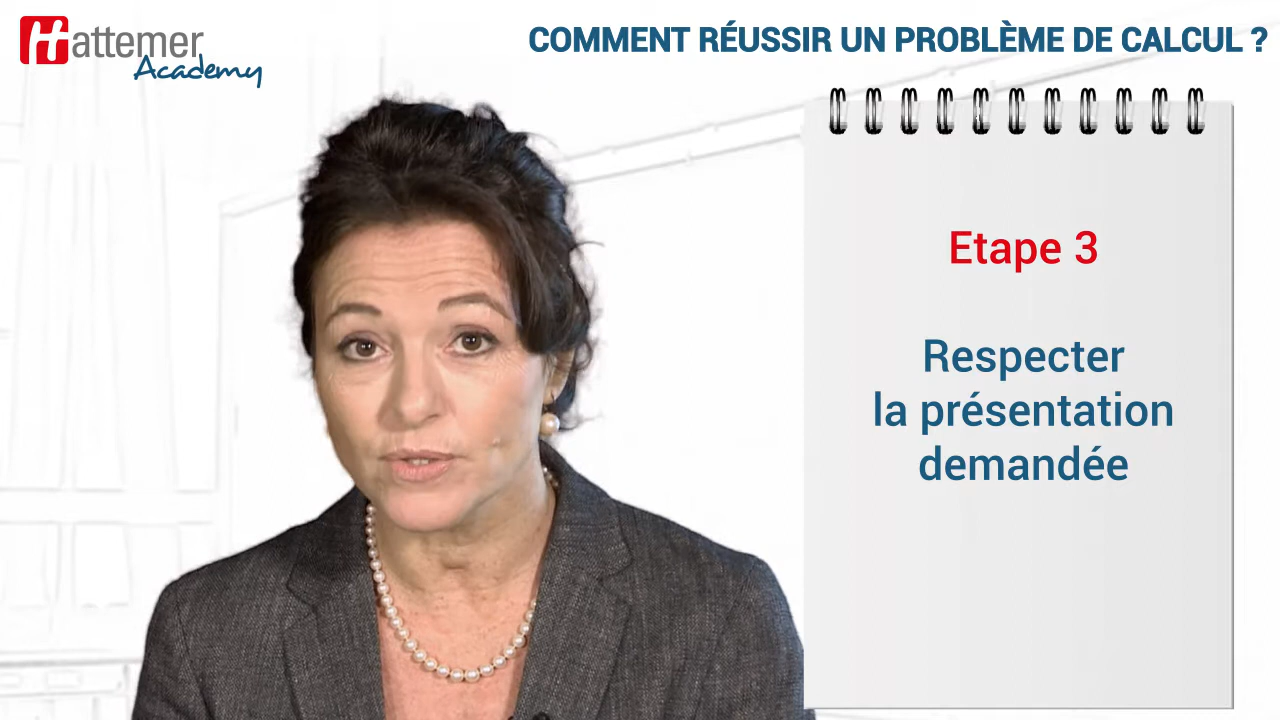 Hattemer
Academy
COMMENT RÉUSSIR UN PROBLÈME DE CALCUL ?
Etape 3
Respecter
la présentation
demandée